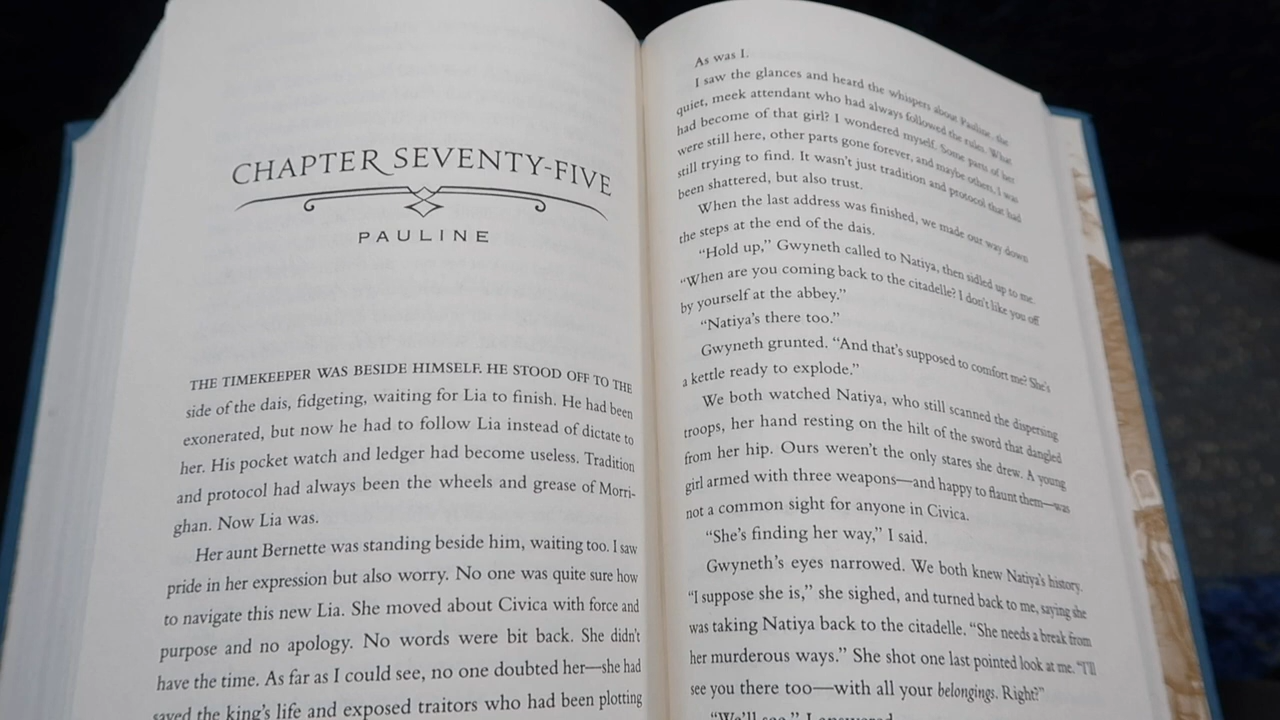 CHAPTER SEVENTY-FIVE
PAULINE
THE TIMEKEEPER WAS BESIDE HIMSELF. HE STOOD OFF TO THE
side of the dais, fidgeting, waiting for Lia to finish. He had been
exonerated, but now he had to follow Lia instead of dictate to
her. His pocket watch and ledger had become useless. Tradition
and protocol had always been the wheels and grease of Morri-
ghan. Now Lia was.
Her aunt Bernette was standing beside him, waiting too. I saw
pride in her expression but also worry. No one was quite sure how
to navigate this new Lia. She moved about Civica with force and
purpose and no apology. No words were bit back. She didn't
have the time. As far as I could see, no one doubted her—she had
saved the king's life and exposed traitors who had been plotting
As was I.
I saw the glances and heard the whispers about Pauline, the
quiet, meek attendant who had always followed the rules. What
had become of that girl? I wondered myself. Some parts of her
were still here, other parts gone forever, and maybe others, I was
still trying to find. It wasn't just tradition and protocol that had
been shattered, but also trust.
When the last address was finished, we made our way down
the steps at the end of the dais.
"Hold up," Gwyneth called to Natiya, then sidled up to me.
"When are you coming back to the citadelle? I don't like you off
by yourself at the abbey."
"Natiya's there too."
Gwyneth grunted. "And that's supposed to comfort me? She's
a kettle ready to explode."
We both watched Natiya, who still scanned the dispersing
troops, her hand resting on the hilt of the sword that dangled
from her hip. Ours weren't the only stares she drew. A young
girl armed with three weapons—and happy to flaunt them—was
not a common sight for anyone in Civica.
"She's finding her way," I said.
Gwyneth's eyes narrowed. We both knew Natiya's history.
"I suppose she is," she sighed, and turned back to me, saying she
was taking Natiya back to the citadelle. "She needs a break from
her murderous ways." She shot one last pointed look at me. "I'll
see you there too—with all your belongings. Right?"
"We'll see," I answered.